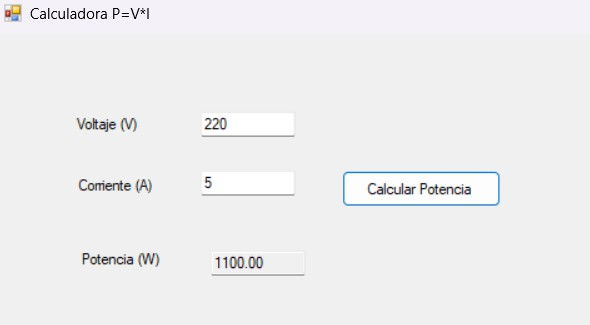 Calculadora P=V*I
Voltaje (V) 220
Corriente (A) 5
Calcular Potencia
Potencia (W) 1100.00